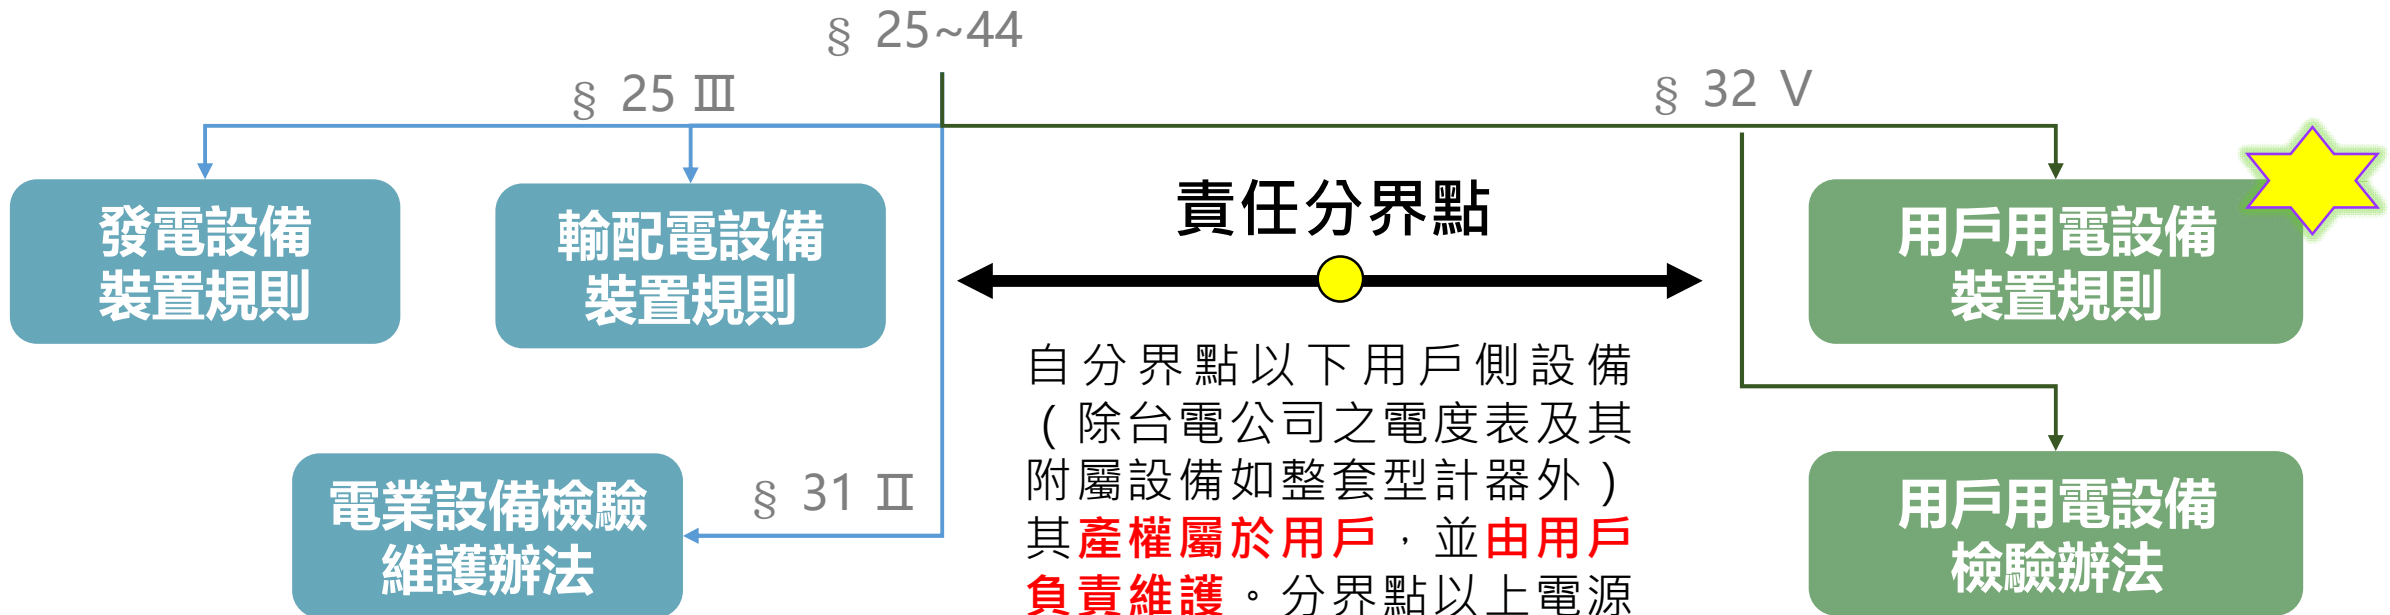 § 25~44
§ 25 Ⅲ
§ 32 Ⅴ
發電設備
裝置規則
輸配電設備
裝置規則
責任分界點
用戶用電設備
裝置規則
自分界點以下用戶側設備
（除台電公司之電度表及其
附屬設備如整套型計器外）
其產權屬於用戶，並由用戶
負責維護。分界點以上電源
電業設備檢驗
維護辦法
§ 31 Ⅱ
用戶用電設備
檢驗辦法